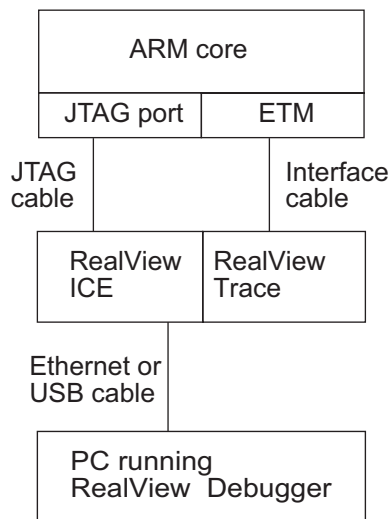 ARM core
JTAG port
ETM
JTAG
cable
Interface
cable
RealView
ICE
RealView
Trace
Ethernet or
USB cable
PC running
RealView Debugger